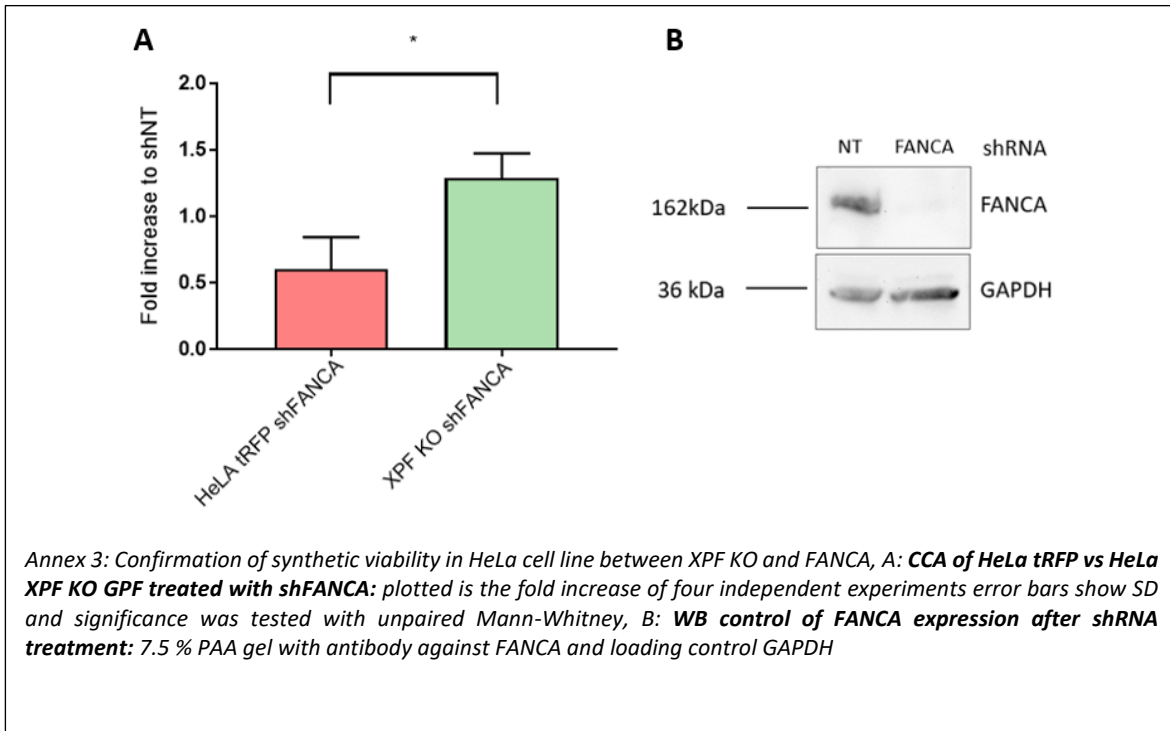 A
B
*
2.0
1.5
1.0
0.5
0.0
Fold increase to shNT
HeLA tRFP shFANCA
XPF KO shFANCA
NT FANCA shRNA
162kDa
FANCA
36 kDa
GAPDH
Annex 3: Confirmation of synthetic viability in HeLa cell line between XPF KO and FANCA, A: CCA of HeLa tRFP vs HeLa
XPF KO GPF treated with shFANCA: plotted is the fold increase of four independent experiments error bars show SD
and significance was tested with unpaired Mann-Whitney, B: WB control of FANCA expression after shRNA
treatment: 7.5 % PAA gel with antibody against FANCA and loading control GAPDH